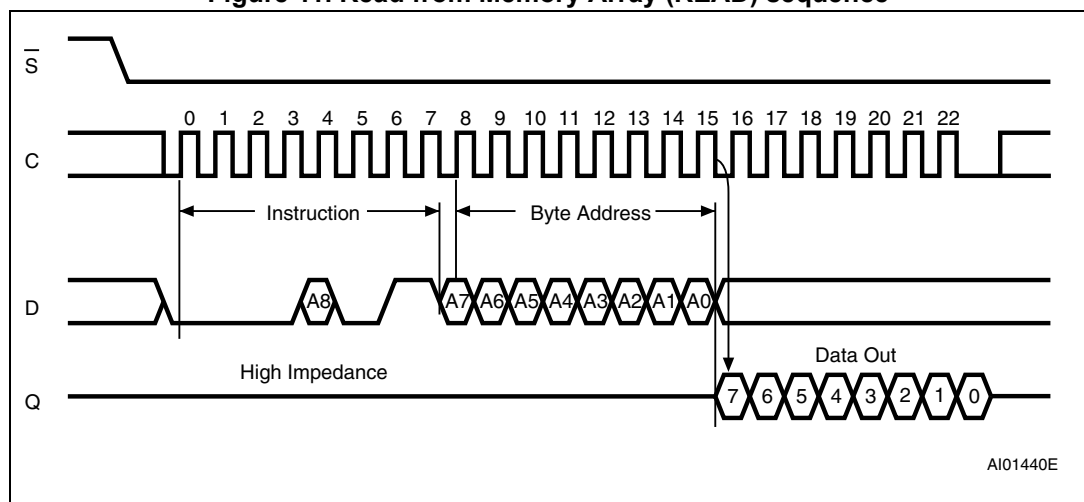 Figure 11. Read from Memory Array (READ) sequence
S
0 1 2 3 4 5 6 7 8 9 10 11 12 13 14 15 16 17 18 19 20 21 22
C
Instruction Byte Address
D A8 A7 A6 A5 A4 A3 A2 A1 A0
High Impedance Data Out
Q 7 6 5 4 3 2 1 0
AI01440E